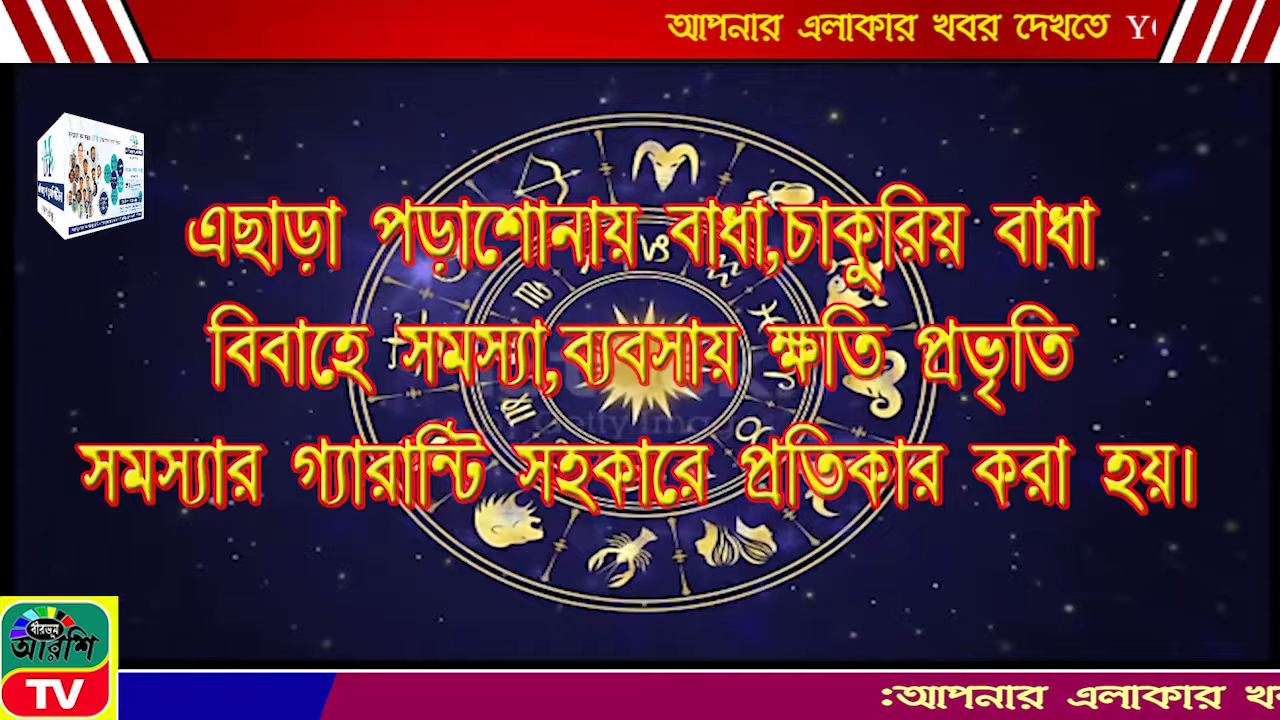 আপনার এলাকার খবর দেখতে
এছাড়া পড়াশোনায় বাধা,চাকুরিয় বাধা
বিবাহে সমস্যা,ব্যবসায় ক্ষতি প্রভৃতি
সমস্যার গ্যারান্টি সহকারে প্রতিকার করা হয়।
বীরভূম
আরশি
TV
:আপনার এলাকার খব